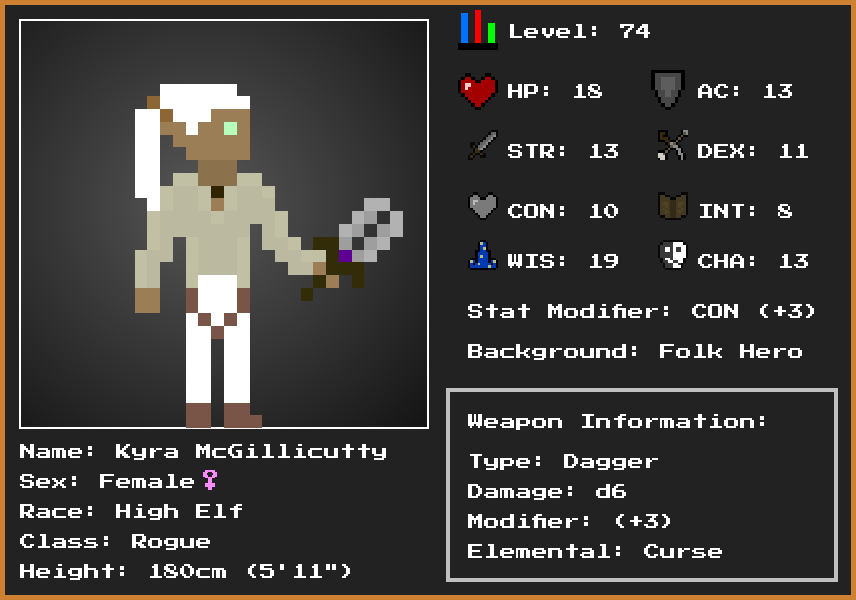 Level: 74
HP: 18 AC: 13
STR: 13 DEX: 11
CON: 10 INT: 8
WIS: 19 CHA: 13
Stat Modifier: CON (+3)
Background: Folk Hero
Weapon Information:
Type: Dagger
Damage: d6
Modifier: (+3)
Elemental: Curse
Name: Kyra McGillicutty
Sex: Female♀
Race: High Elf
Class: Rogue
Height: 180cm (5'11")